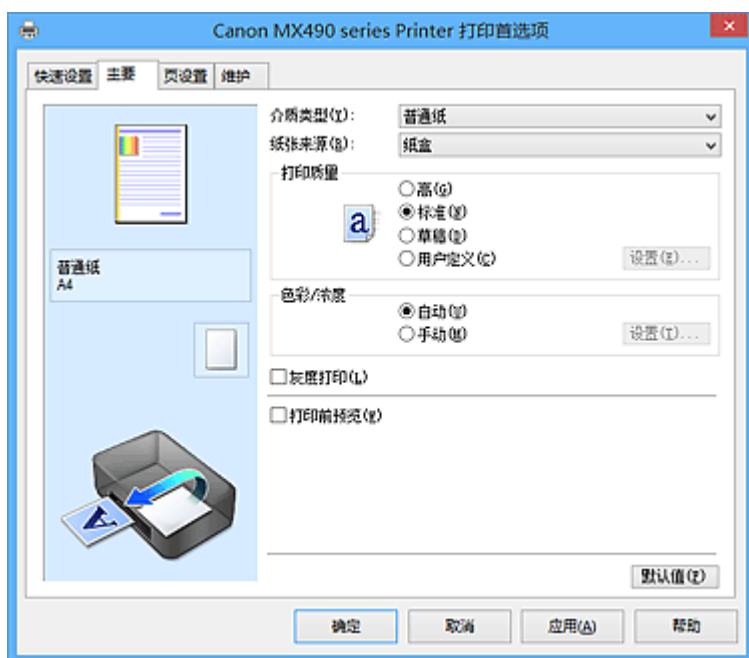 Canon MX490 series Printer 打印首选项
快速设置 主要 页设置 维护
介质类型(Y): 普通纸
纸张来源(R): 纸盒
打印质量
高(G)
a
标准(N)
草稿(D)
用户定义(C) 设置(E)...
普通纸
A4
色彩/浓度
自动(U)
手动(M) 设置(T)...
灰度打印(L)
打印前预览(K)
A
默认值(F)
确定 取消 应用(A) 帮助